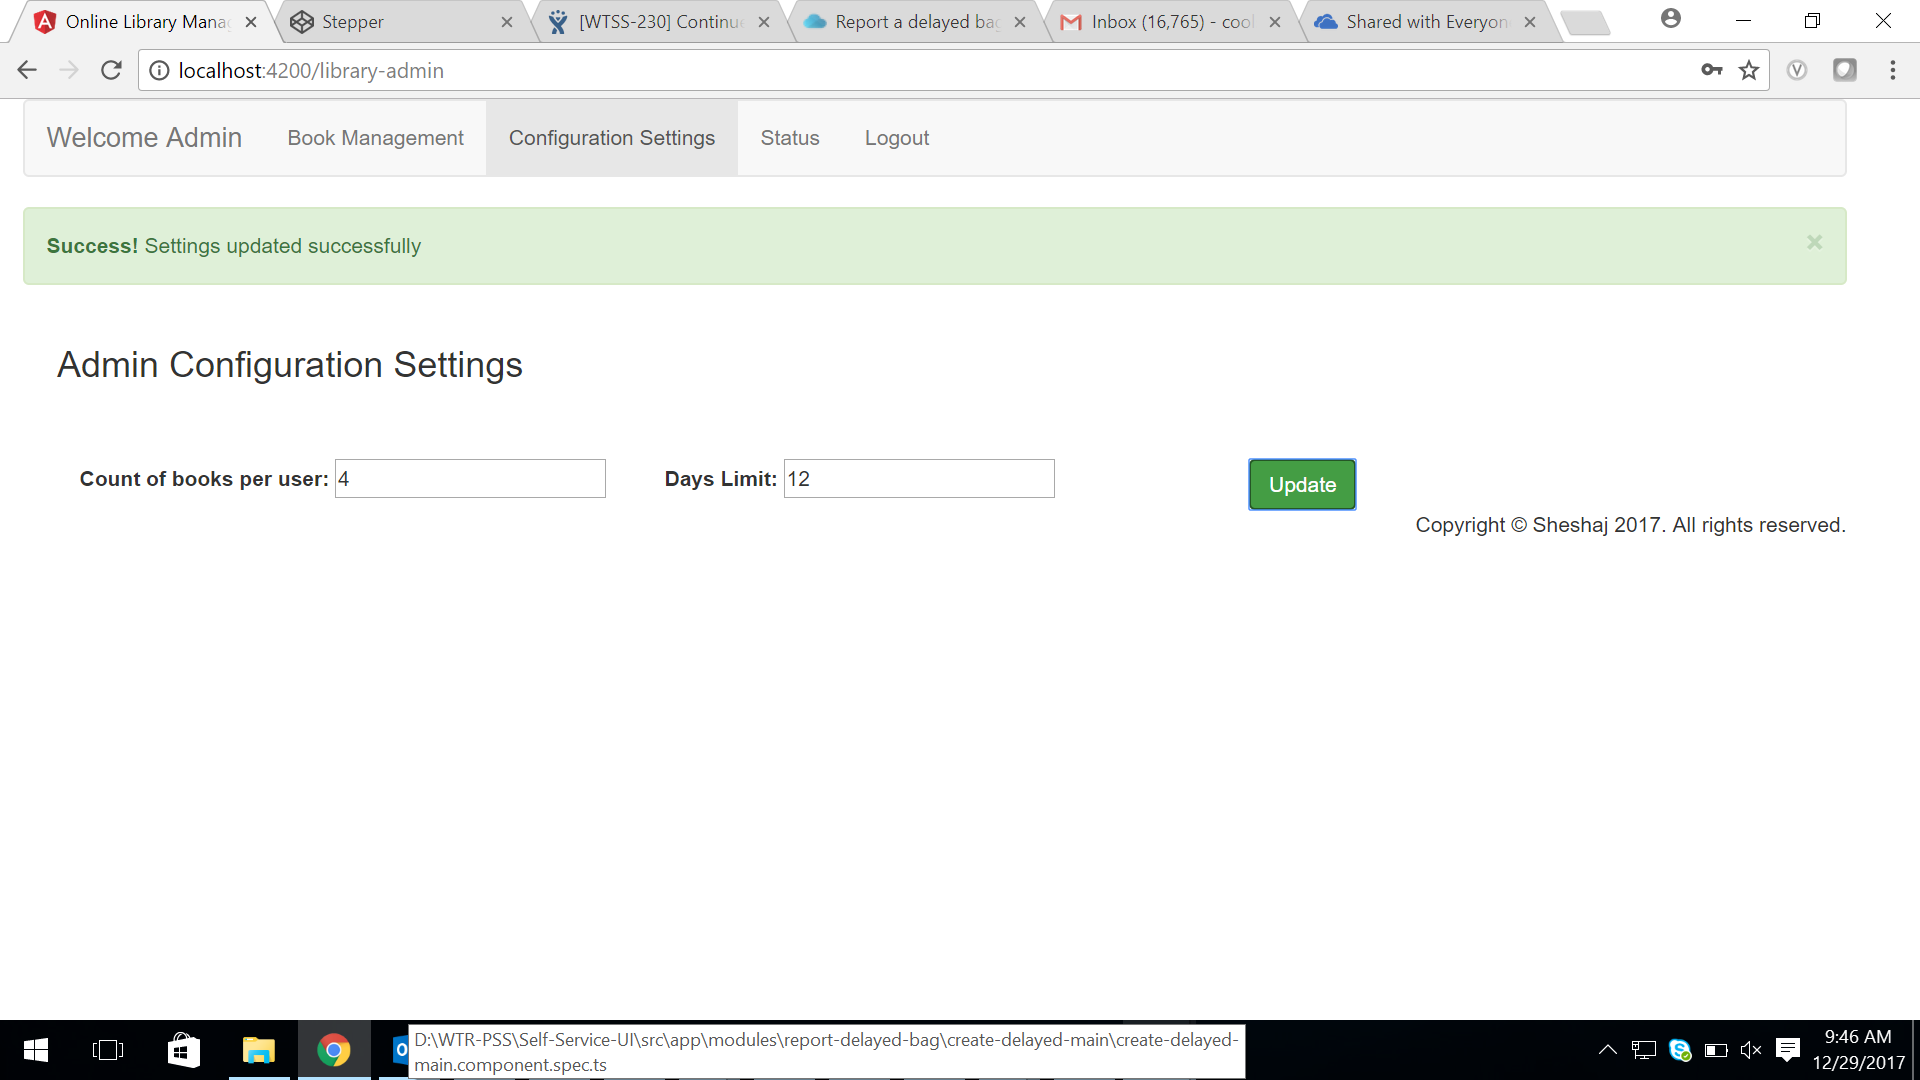 Online Library Mana
Stepper
[WTSS-230] Continue
Report a delayed bag
Inbox (16,765) - cool
Shared with Everyon
localhost:4200/library-admin
Welcome Admin
Book Management
Configuration Settings
Status
Logout
Success! Settings updated successfully
×
Admin Configuration Settings
Count of books per user: 4
Days Limit: 12
Update
Copyright © Sheshaj 2017. All rights reserved.
D:\WTR-PSS\Self-Service-UI\src\app\modules\report-delayed-bag\create-delayed-main\create-delayed-
main.component.spec.ts
9:46 AM
12/29/2017